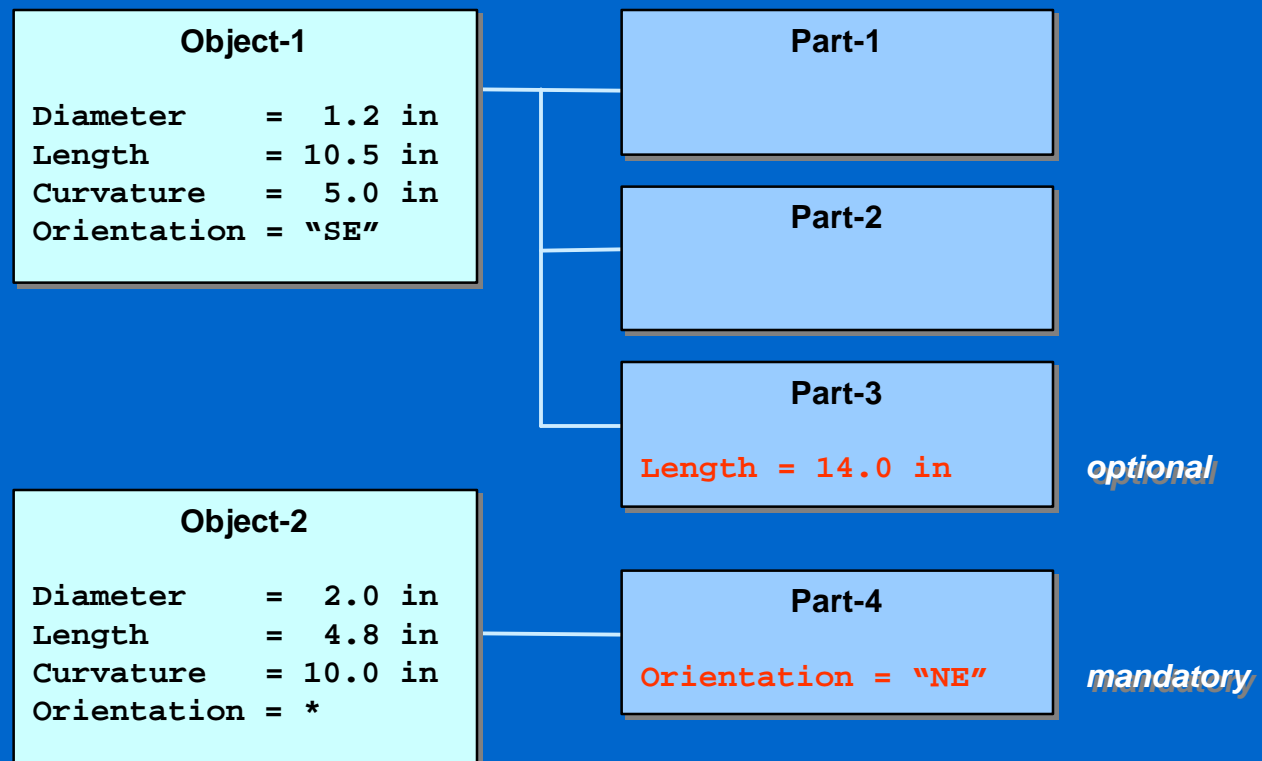 Object-1
Diameter = 1.2 in
Length = 10.5 in
Curvature = 5.0 in
Orientation = “SE”
Part-1
Part-2
Part-3
Length = 14.0 in
optional
Object-2
Diameter = 2.0 in
Length = 4.8 in
Curvature = 10.0 in
Orientation = *
Part-4
Orientation = “NE”
mandatory